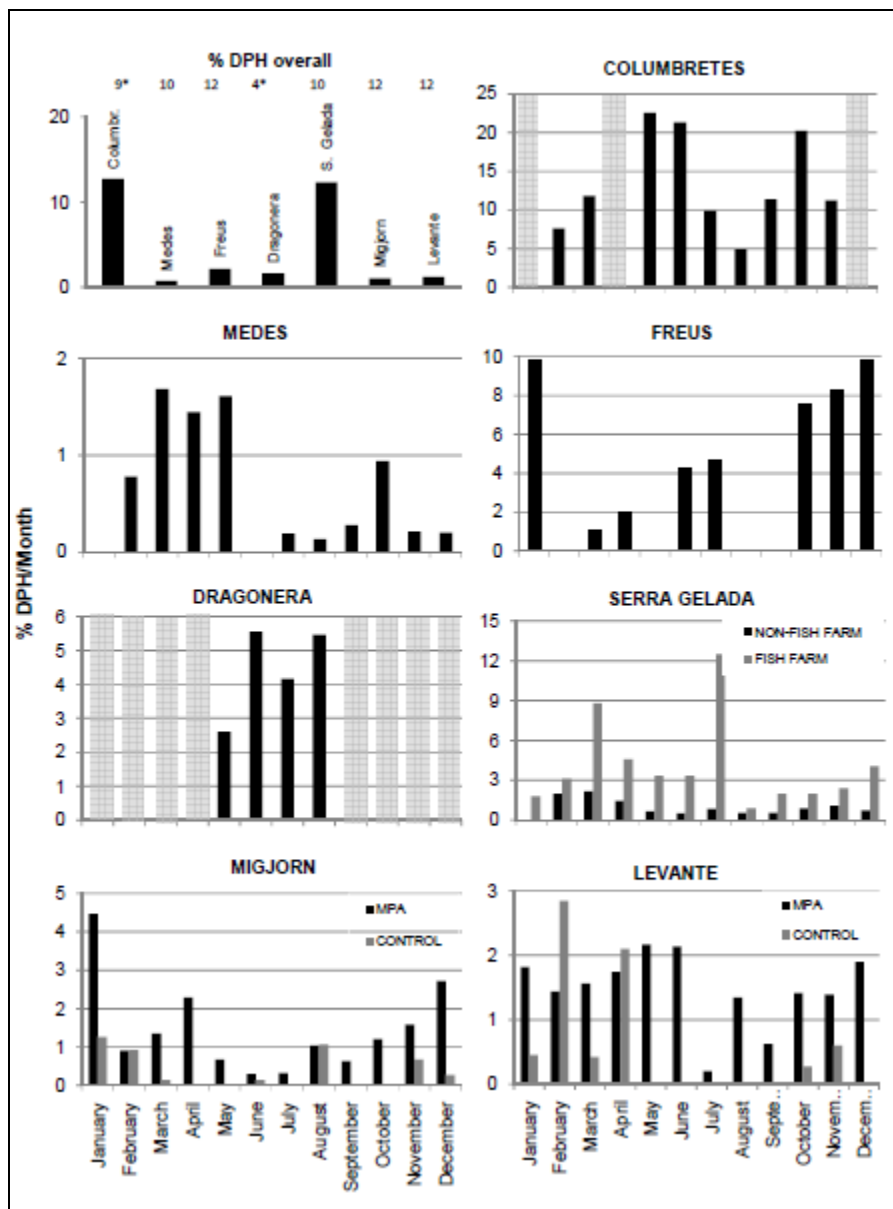 % DPH overall
9* 10 12 4* 10 12 12
20
10
0
Columbr.
Medes
Freus
Dragonera
S. Gelada
Migjorn
Levante
COLUMBRETES
25
20
15
10
5
0
MEDES
2
1
0
FREUS
10
8
6
4
2
0
% DPH/Month
DRAGONERA
6
5
4
3
2
1
0
SERRA GELADA
15
12
9
6
3
0
NON-FISH FARM
FISH FARM
MIGJORN
5
4
3
2
1
0
MPA
CONTROL
January
February
March
April
May
June
July
August
September
October
November
December
LEVANTE
3
2
1
0
MPA
CONTROL
January
February
March
April
May
June
July
August
Septe..
October
Novem...
Decem...